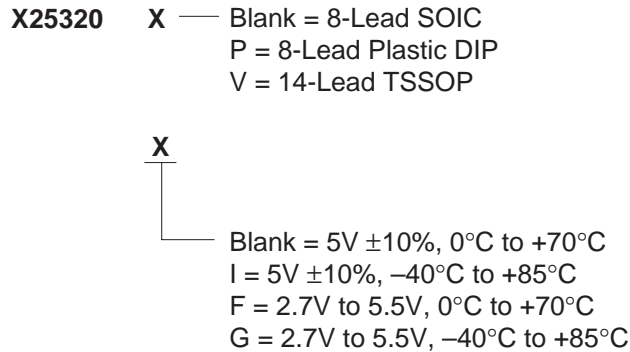 X25320 X Blank = 8-Lead SOIC
P = 8-Lead Plastic DIP
V = 14-Lead TSSOP
X
Blank = 5V ±10%, 0°C to +70°C
I = 5V ±10%, –40°C to +85°C
F = 2.7V to 5.5V, 0°C to +70°C
G = 2.7V to 5.5V, –40°C to +85°C